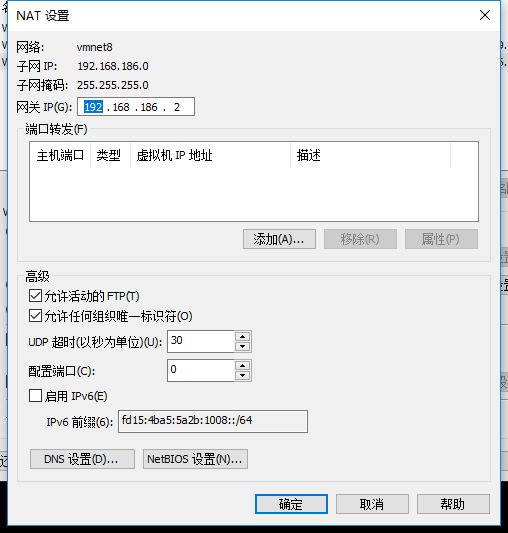 NAT 设置
网络: vmnet8
子网 IP: 192.168.186.0
子网掩码: 255.255.255.0
网关 IP(G): 192 . 168 . 186 . 2
端口转发(F)
主机端口 类型 虚拟机 IP 地址 描述
添加(A)... 移除(R) 属性(P)
高级
允许活动的 FTP(T)
允许任何组织唯一标识符(O)
UDP 超时(以秒为单位)(U): 30
配置端口(C): 0
启用 IPv6(E)
IPv6 前缀(6): fd15:4ba5:5a2b:1008::/64
DNS 设置(D)... NetBIOS 设置(N)...
确定 取消 帮助